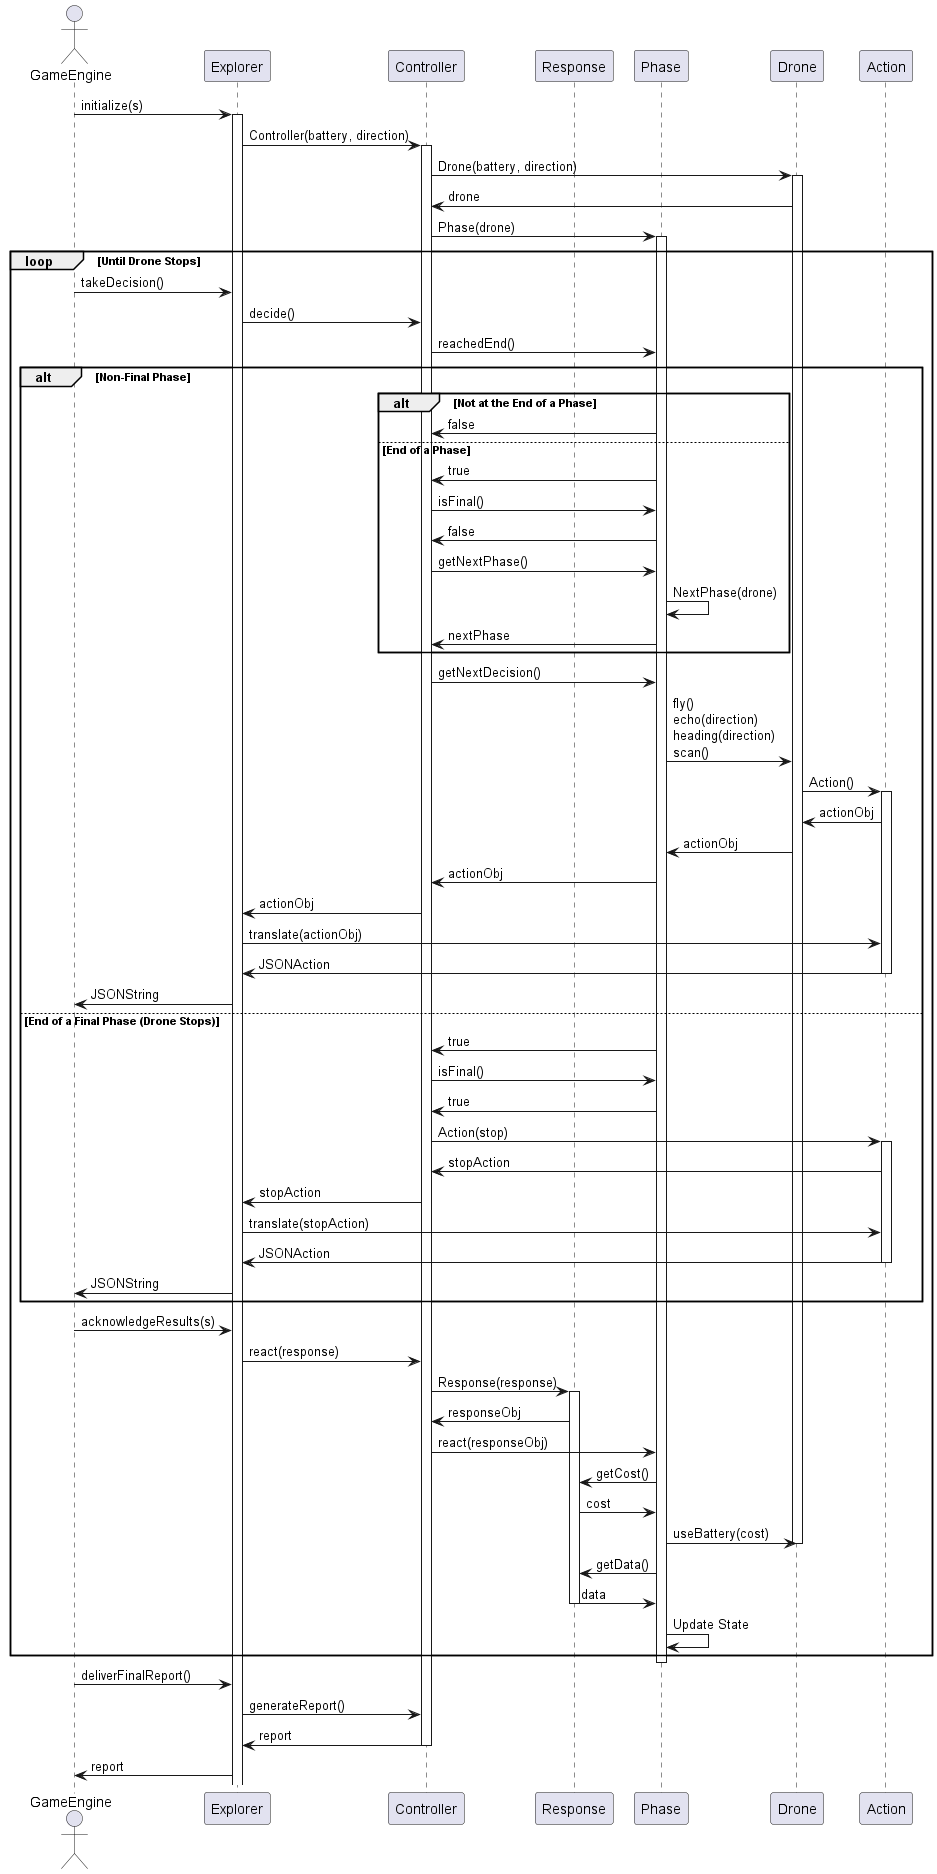 GameEngine
Explorer
Controller
Response
Phase
Drone
Action
initialize(s)
Controller(battery, direction)
Drone(battery, direction)
drone
Phase(drone)
loop
[Until Drone Stops]
takeDecision()
decide()
reachedEnd()
alt
[Non-Final Phase]
alt
[Not at the End of a Phase]
false
[End of a Phase]
true
isFinal()
false
getNextPhase()
NextPhase(drone)
nextPhase
getNextDecision()
fly()
echo(direction)
heading(direction)
scan()
Action()
actionObj
actionObj
actionObj
actionObj
translate(actionObj)
JSONAction
JSONString
[End of a Final Phase (Drone Stops)]
true
isFinal()
true
Action(stop)
stopAction
stopAction
translate(stopAction)
JSONAction
JSONString
acknowledgeResults(s)
react(response)
Response(response)
responseObj
react(responseObj)
getCost()
cost
useBattery(cost)
getData()
data
Update State
deliverFinalReport()
generateReport()
report
report
GameEngine
Explorer
Controller
Response
Phase
Drone
Action